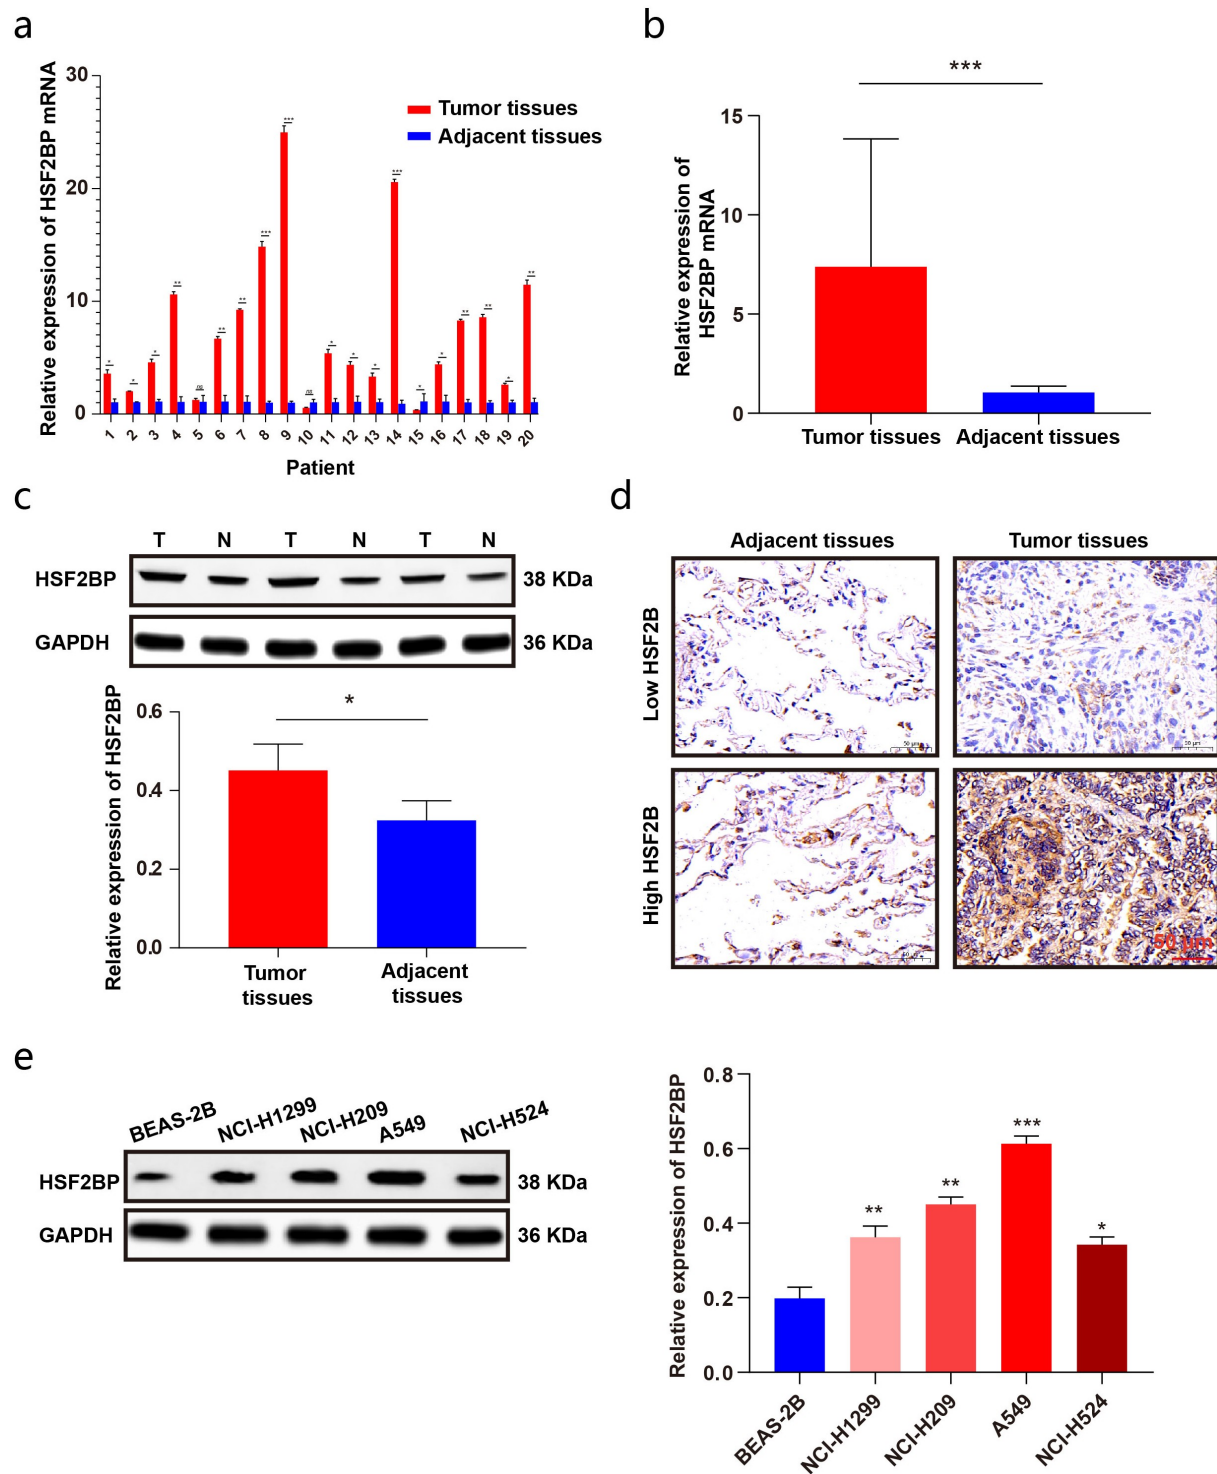 a
Relative expression of HSF2BP mRNA
30
20
10
0
Tumor tissues
Adjacent tissues
* * * ** ns ** ** *** *** ns * * * *** * * ** ** * **
1 2 3 4 5 6 7 8 9 10 11 12 13 14 15 16 17 18 19 20
Patient
b
Relative expression of
HSF2BP mRNA
***
15
10
5
0
Tumor tissues Adjacent tissues
c
T N T N T N
HSF2BP 38 KDa
GAPDH 36 KDa
Relative expression of HSF2BP
*
0.6
0.4
0.2
0.0
Tumor
tissues
Adjacent
tissues
d
Adjacent tissues Tumor tissues
Low HSF2B
High HSF2B
50 μm
e
BEAS-2B NCI-H1299 NCI-H209 A549 NCI-H524
HSF2BP 38 KDa
GAPDH 36 KDa
Relative expression of HSF2BP
0.8
0.6
0.4
0.2
0.0
** ** *** *
BEAS-2B NCI-H1299 NCI-H209 A549 NCI-H524